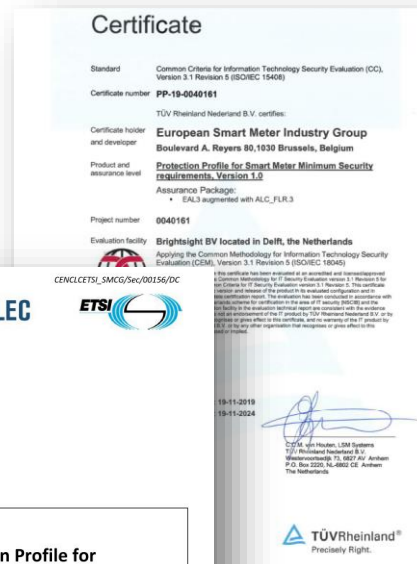 Certificate
Standard Common Criteria for Information Technology Security Evaluation (CC),
Version 3.1 Revision 5 (ISO/IEC 15408)
Certificate number PP-19-0040161
TÜV Rheinland Nederland B.V. certifies:
Certificate holder European Smart Meter Industry Group
and developer Boulevard A. Reyers 80,1030 Brussels, Belgium
Product and Protection Profile for Smart Meter Minimum Security
assurance level requirements, Version 1.0
Assurance Package:
• EAL3 augmented with ALC_FLR.3
Project number 0040161
Evaluation facility Brightsight BV located in Delft, the Netherlands
Applying the Common Methodology for Information Technology Security
Evaluation (CEM), Version 3.1 Revision 5 (ISO/IEC 18045)
CENCLCETSI_SMCG/Sec/00156/DC
LEC
ETSI
19-11-2019
19-11-2024
C.C.M. van Houten, LSM Systems
TÜV Rheinland Nederland B.V.
Westervoortsedijk 73, 6827 AV Arnhem
P.O. Box 2220, NL-6802 CE Arnhem
The Netherlands
TÜVRheinland®
Precisely Right.
n Profile for